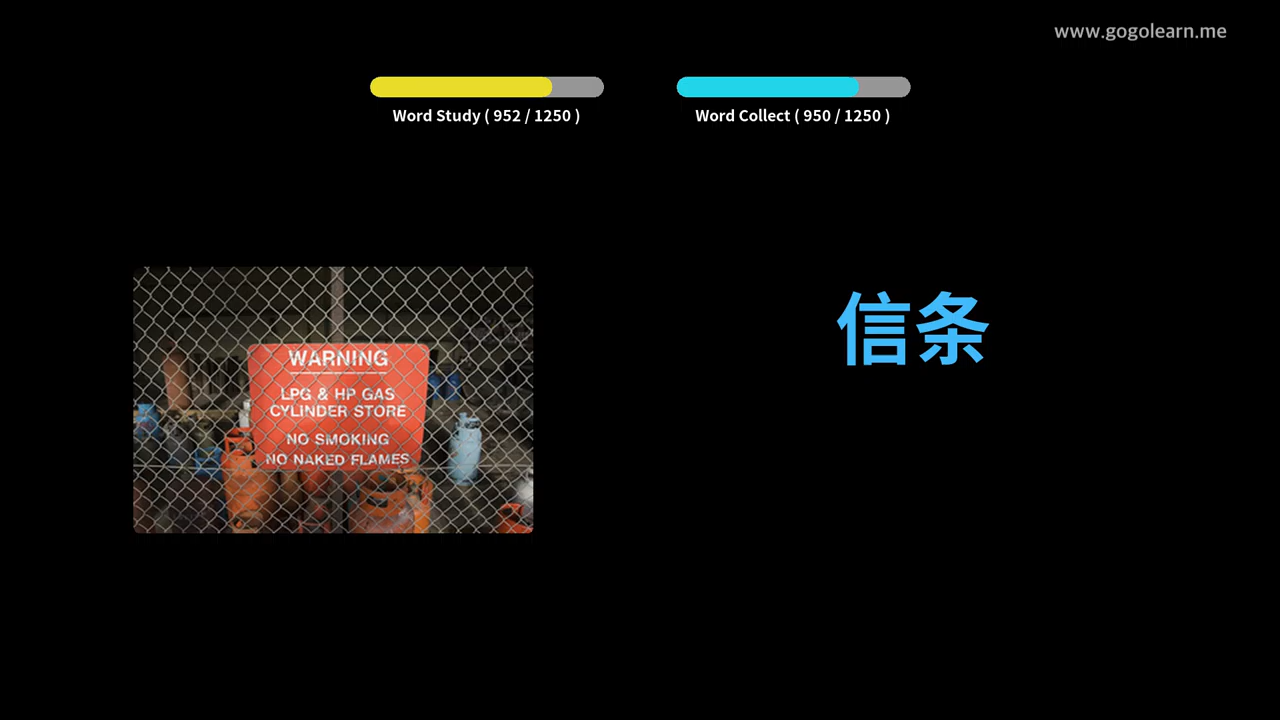 www.gogolearn.me
Word Study ( 952 / 1250 )
Word Collect ( 950 / 1250 )
信条
WARNING
LPG & HP GAS
CYLINDER STORE
NO SMOKING
NO NAKED FLAMES